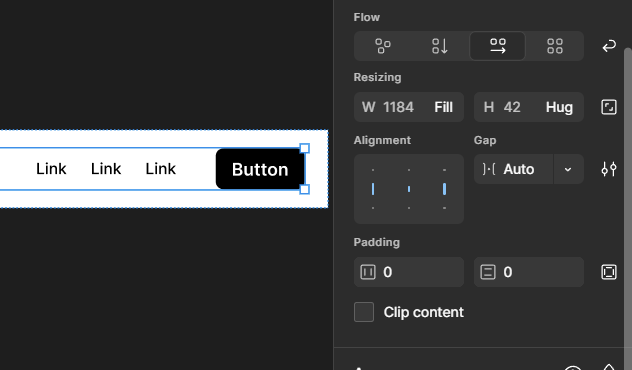 Flow
Resizing
W 1184 Fill
H 42 Hug
Alignment
Gap
Auto
Link Link Link Button
Padding
0
0
Clip content